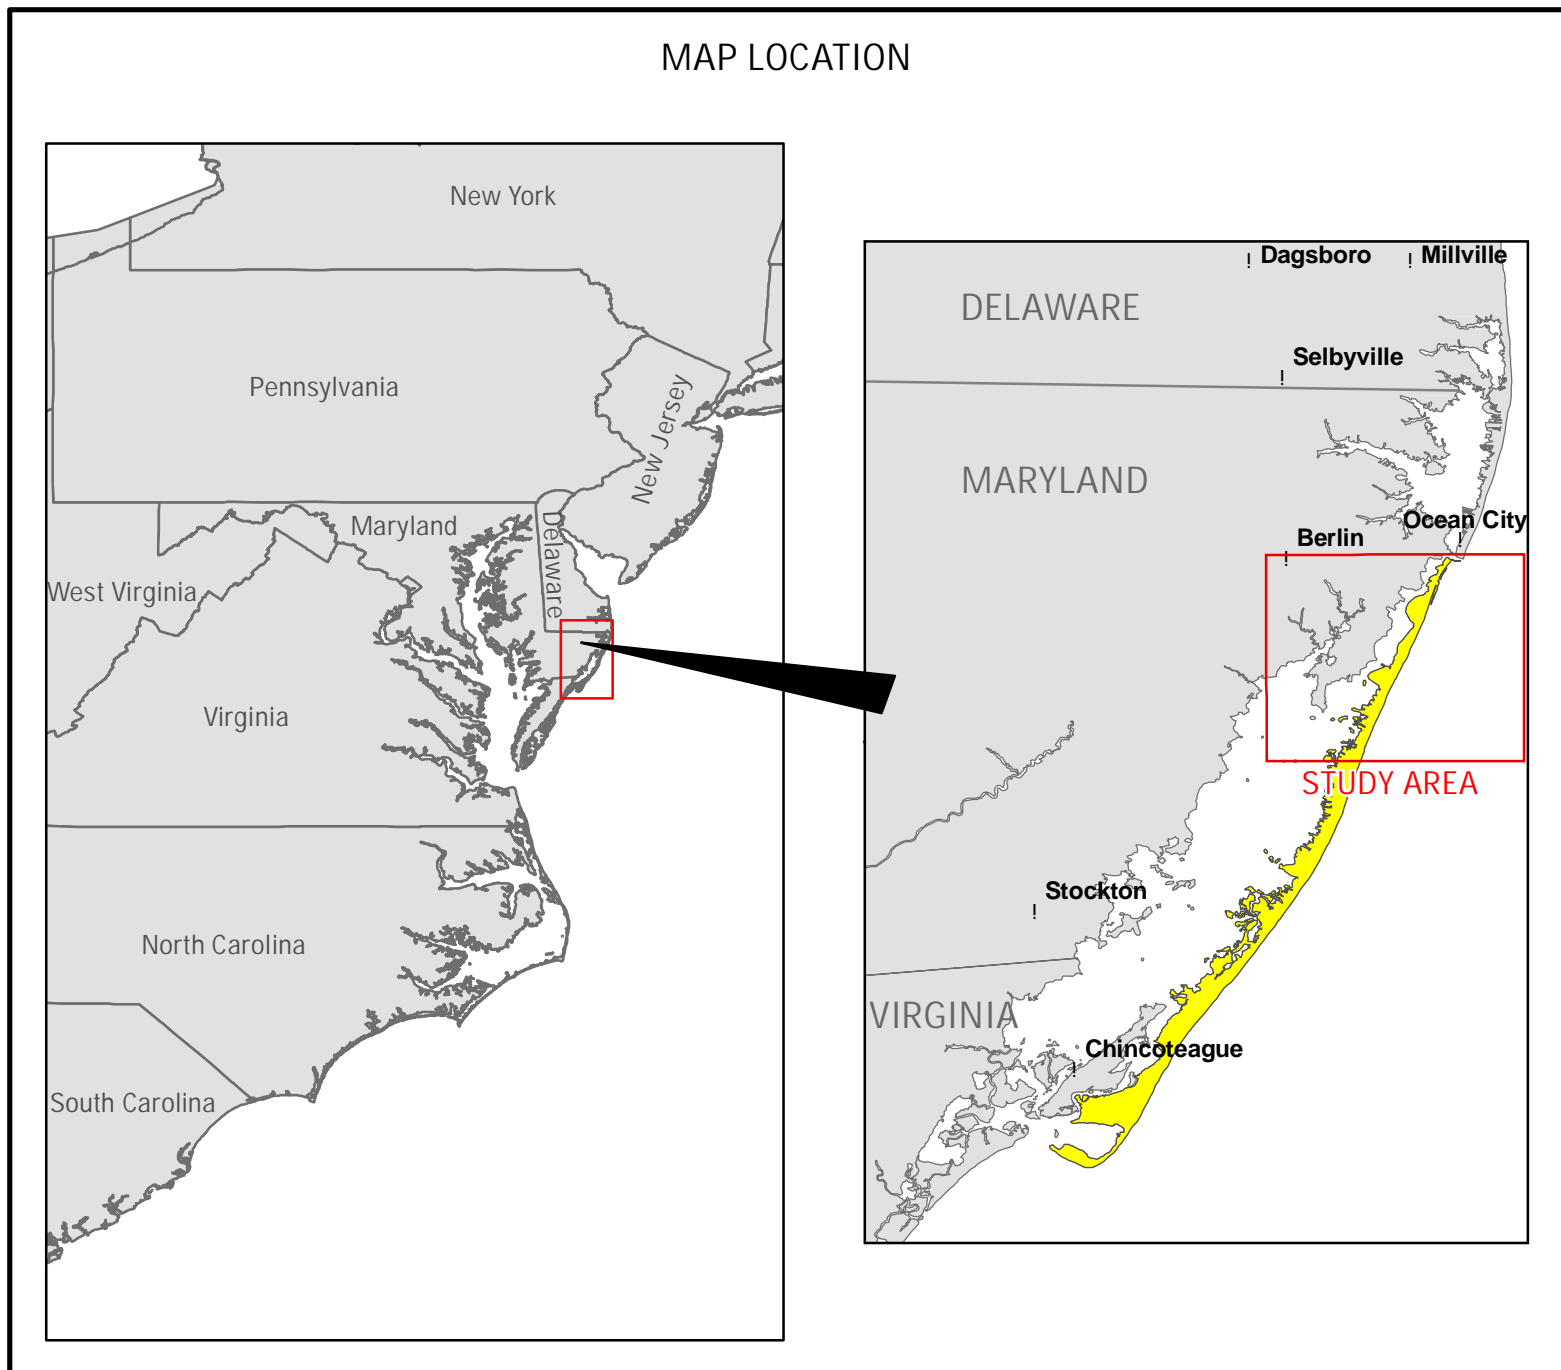 MAP LOCATION
New York
Pennsylvania
New Jersey
Maryland
Delaware
West Virginia
Virginia
North Carolina
South Carolina
Dagsboro
Millville
DELAWARE
Selbyville
MARYLAND
Ocean City
Berlin
STUDY AREA
Stockton
VIRGINIA
Chincoteague